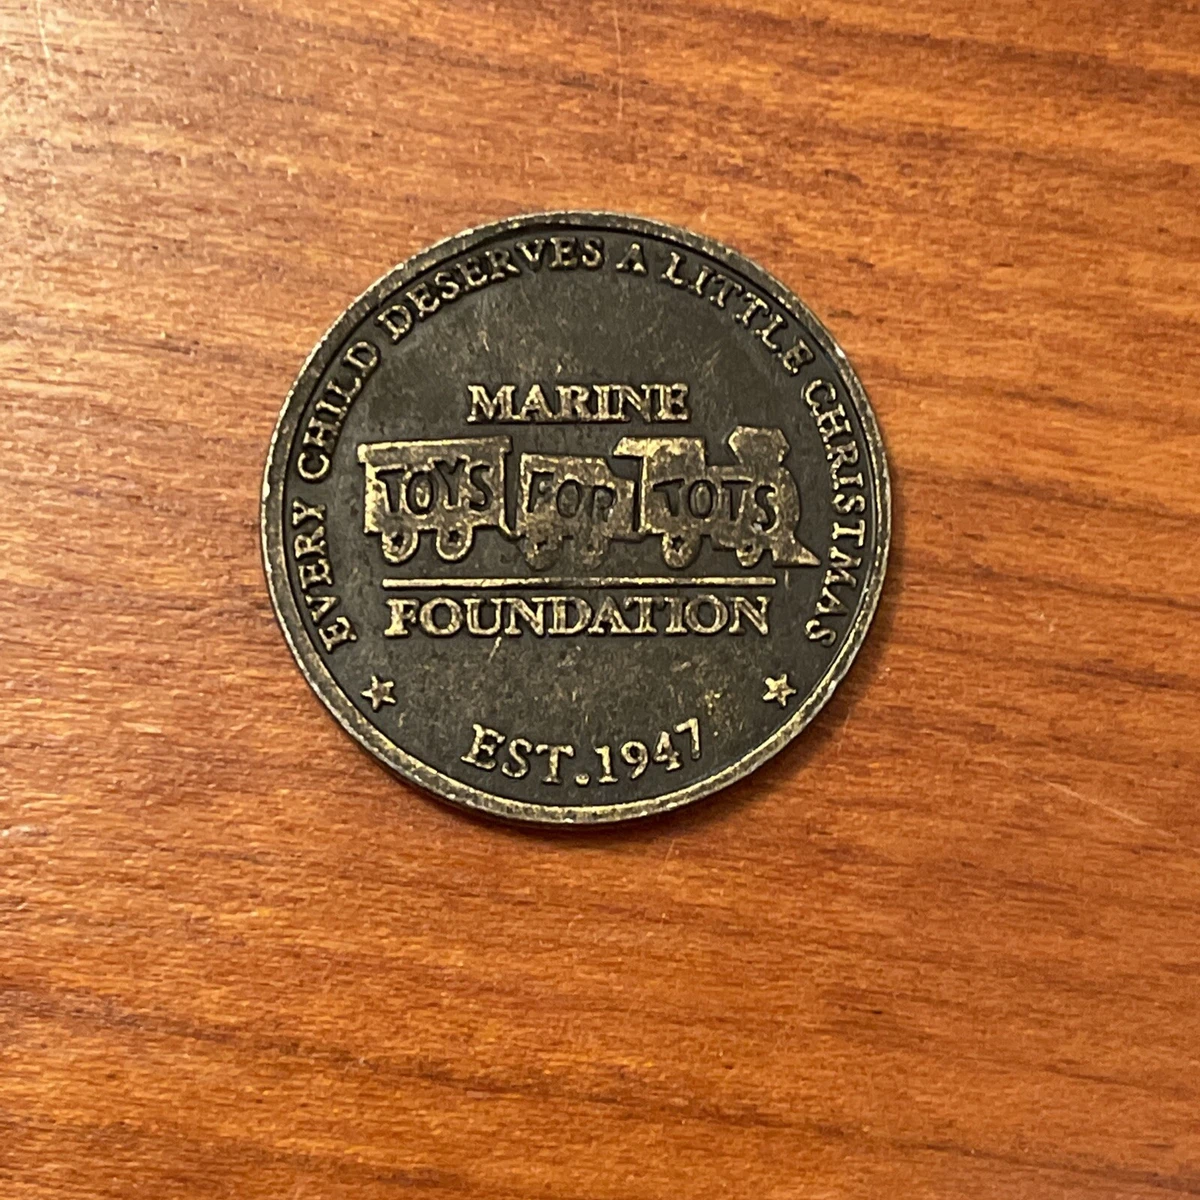 EVERY CHILD DESERVES A LITTLE CHRISTMAS
MARINE
TOYS FOR TOTS
FOUNDATION
EST.1947